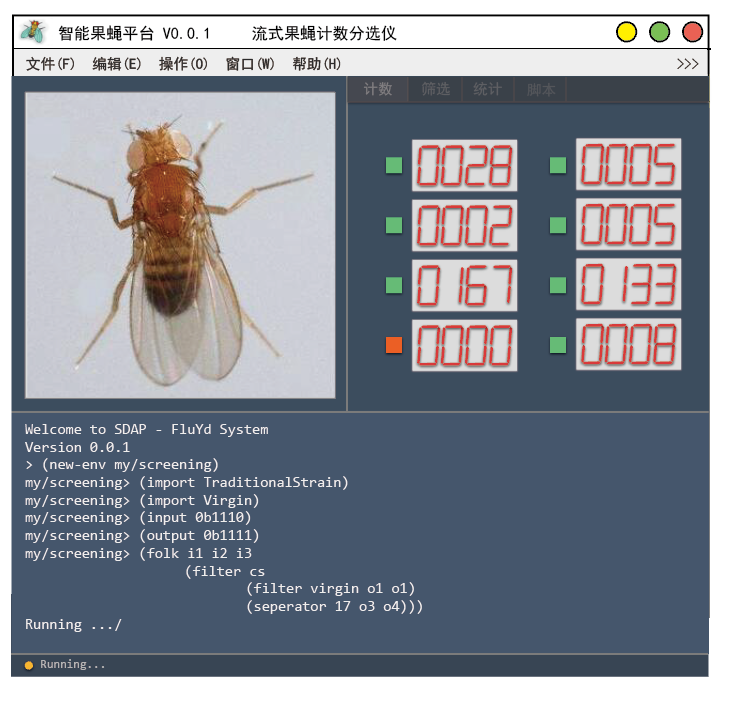 智能果蝇平台 V0.0.1 流式果蝇计数分选仪
文件(F) 编辑(E) 操作(O) 窗口(W) 帮助(H) >>>
计数 筛选 统计 脚本
0028 0005
0002 0005
0167 0133
0000 0008
Welcome to SDAP - FluYd System
Version 0.0.1
> (new-env my/screening)
my/screening> (import TraditionalStrain)
my/screening> (import Virgin)
my/screening> (input 0b1110)
my/screening> (output 0b1111)
my/screening> (folk i1 i2 i3
(filter cs
(filter virgin o1 o1)
(seperator 17 o3 o4)))
Running .../
Running...